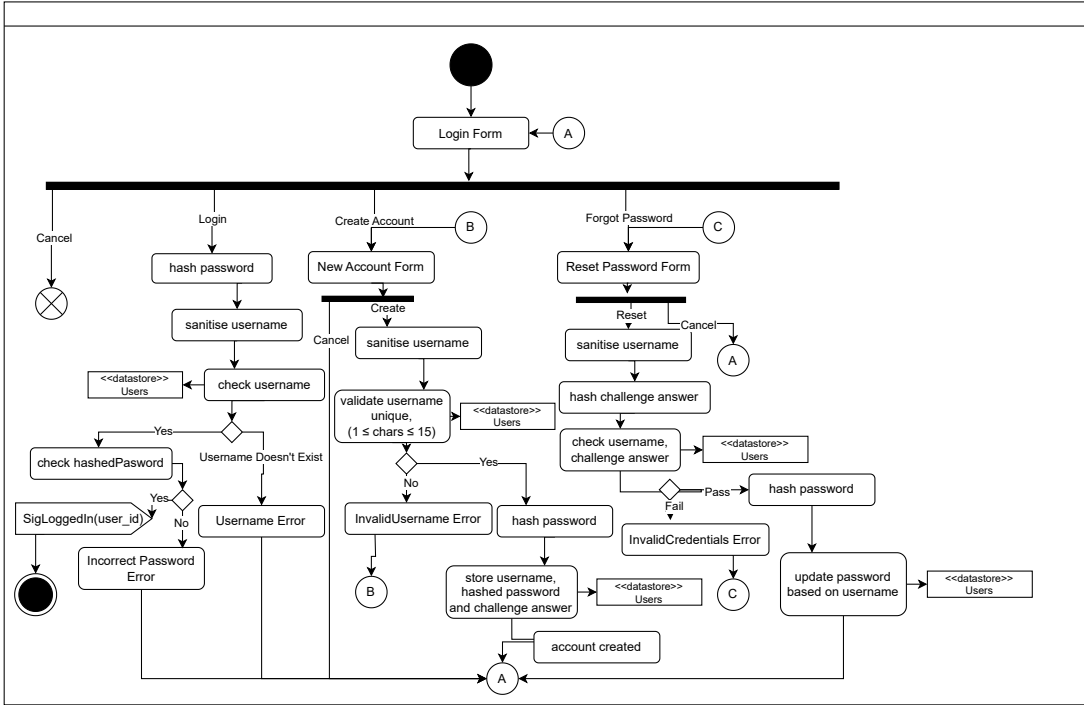 Login Form
A
Login
Create Account
B
Forgot Password
C
Cancel
hash password
New Account Form
Reset Password Form
Create
Reset
Cancel
Cancel
sanitise username
sanitise username
sanitise username
A
<<datastore>>
Users
check username
validate username
unique,
(1 ≤ chars ≤ 15)
<<datastore>>
Users
hash challenge answer
Yes
Username Doesn't Exist
check username,
challenge answer
<<datastore>>
Users
check hashedPasword
Yes
No
Yes
No
Pass
Fail
hash password
SigLoggedIn(user_id)
Username Error
InvalidUsername Error
hash password
InvalidCredentials Error
Incorrect Password
Error
B
store username,
hashed password
and challenge answer
<<datastore>>
Users
C
update password
based on username
<<datastore>>
Users
account created
A